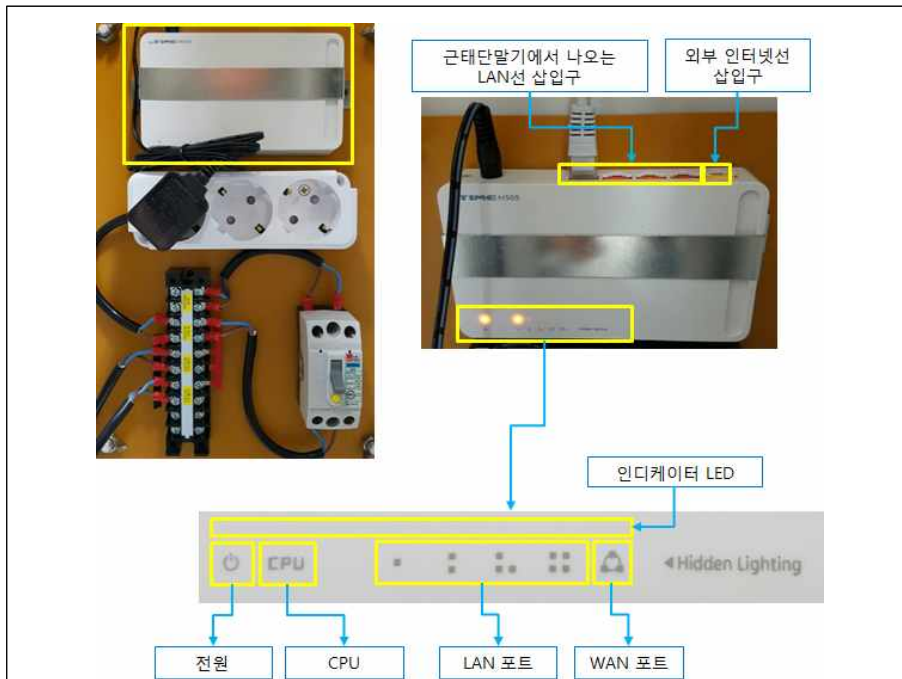 근태단말기에서 나오는
LAN선 삽입구
외부 인터넷선
삽입구
인디케이터 LED
CPU
◀Hidden Lighting
전원
CPU
LAN 포트
WAN 포트